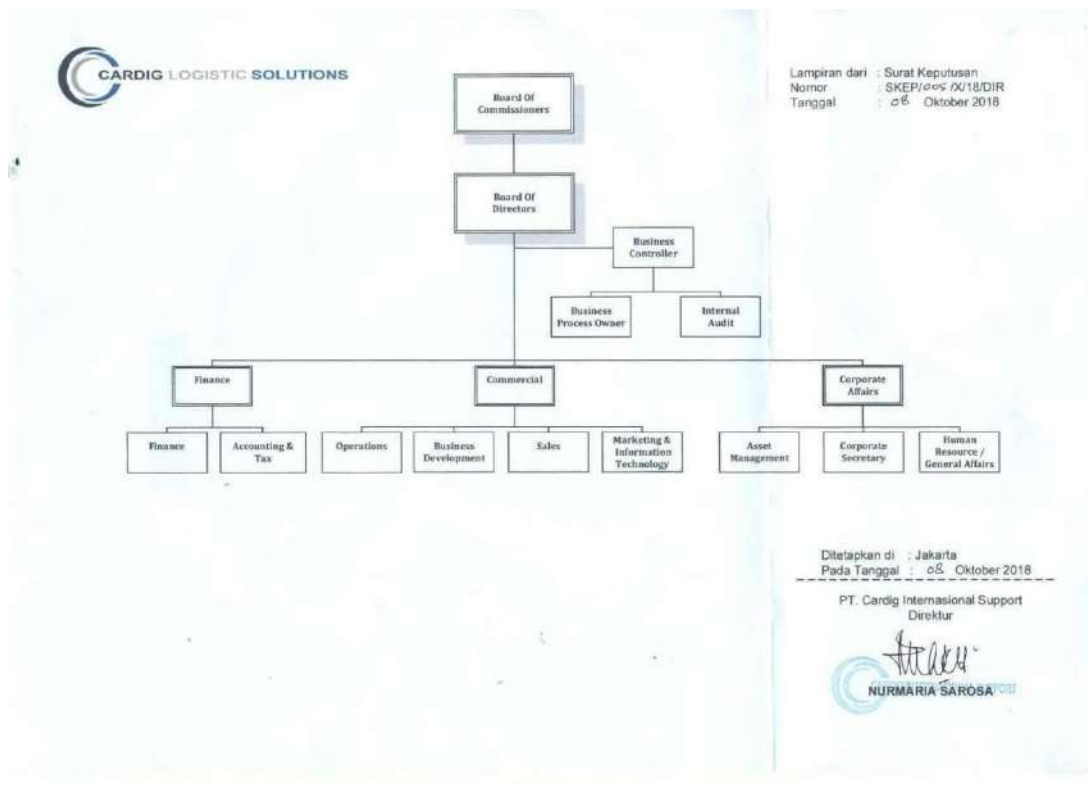 CARDIG LOGISTIC SOLUTIONS
Lampiran dari : Surat Keputusan
Nomor : SKEP/005/X/18/DIR
Tanggal : 08 Oktober 2018
Board Of
Commissioners
Board Of
Directors
Business
Controller
Business
Process Owner
Internal
Audit
Finance
Commercial
Corporate
Affairs
Finance
Accounting &
Tax
Operations
Business
Development
Sales
Marketing &
Information
Technology
Asset
Management
Corporate
Secretary
Human
Resource /
General Affairs
Ditetapkan di : Jakarta
Pada Tanggal : 08 Oktober 2018
PT. Cardig Internasional Support
Direktur
NURMARIA SAROSA